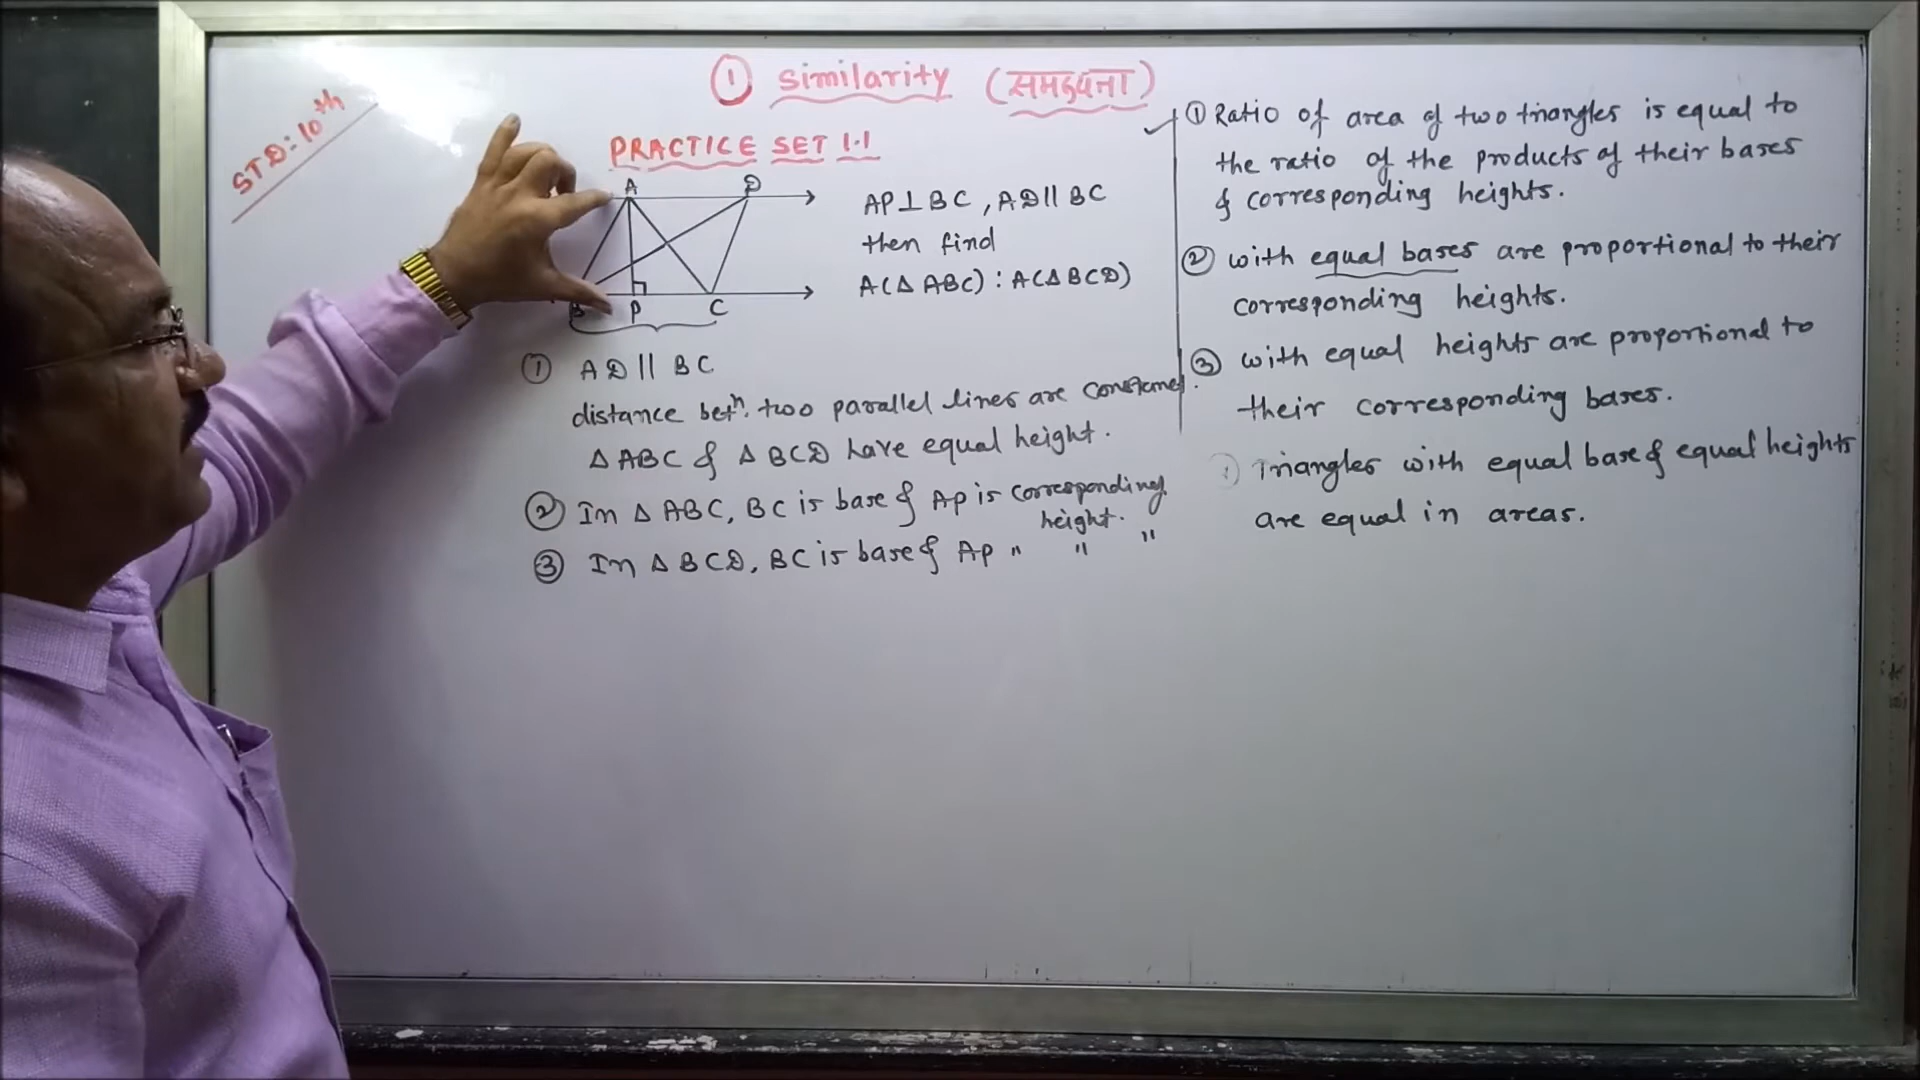 STD:10th
① Similarity (समरूपता)
PRACTICE SET 1.1
A D
B P C
AP⊥BC, AD||BC
then find
A(△ABC):A(△BCD)
① AD||BC
distance betn. two parallel lines are
△ABC & △BCD have equal height.
② In △ABC, BC is base & Ap is corresponding
height.
③ In △BCD, BC is base & Ap " " "
① Ratio of area of two triangles is equal to
the ratio of the products of their bases
& corresponding heights.
② with equal bases are proportional to their
corresponding heights.
③ with equal heights are proportional to
their corresponding bases.
Triangles with equal base & equal heights
are equal in areas.